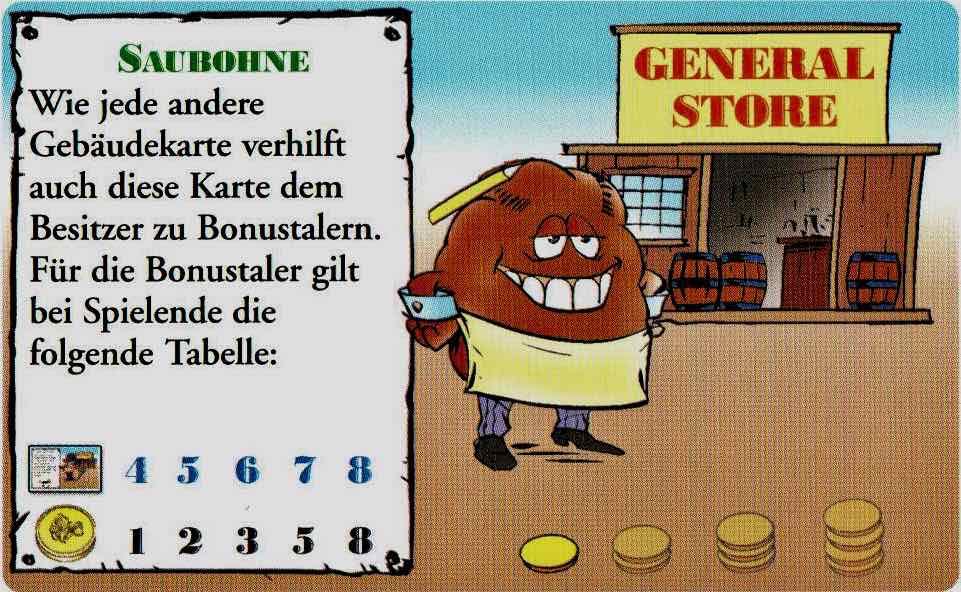 SAUBOHNE
Wie jede andere
Gebäudekarte verhilft
auch diese Karte dem
Besitzer zu Bonustalern.
Für die Bonustaler gilt
bei Spielende die
folgende Tabelle:
4 5 6 7 8
1 2 3 5 8
GENERAL
STORE